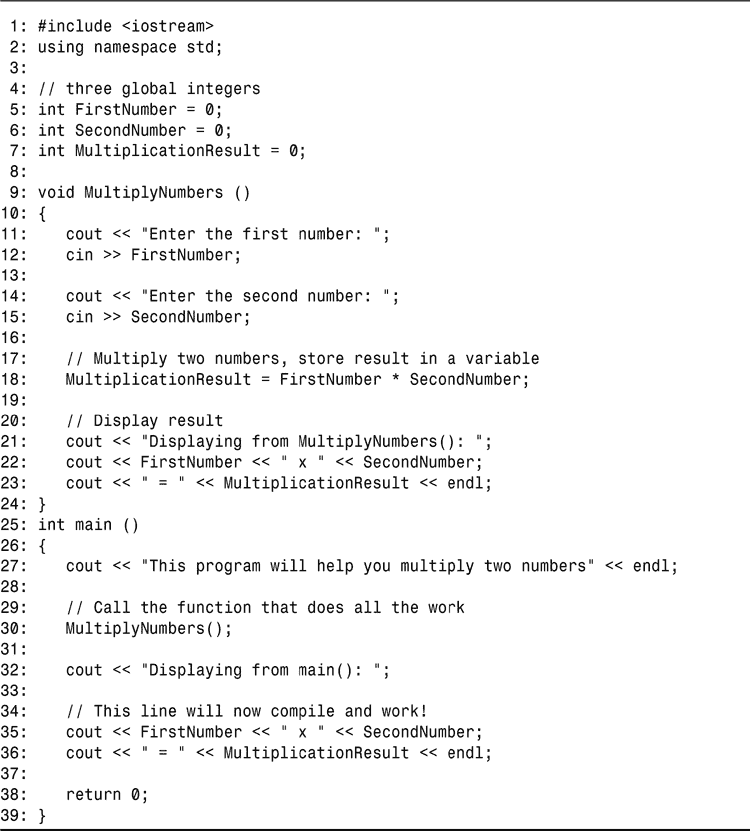 1: #include <iostream>
2: using namespace std;
3:
4: // three global integers
5: int FirstNumber = 0;
6: int SecondNumber = 0;
7: int MultiplicationResult = 0;
8:
9: void MultiplyNumbers ()
10: {
11:    cout << "Enter the first number: ";
12:    cin >> FirstNumber;
13:
14:    cout << "Enter the second number: ";
15:    cin >> SecondNumber;
16:
17:    // Multiply two numbers, store result in a variable
18:    MultiplicationResult = FirstNumber * SecondNumber;
19:
20:    // Display result
21:    cout << "Displaying from MultiplyNumbers(): ";
22:    cout << FirstNumber << " x " << SecondNumber;
23:    cout << " = " << MultiplicationResult << endl;
24: }
25: int main ()
26: {
27:    cout << "This program will help you multiply two numbers" << endl;
28:
29:    // Call the function that does all the work
30:    MultiplyNumbers();
31:
32:    cout << "Displaying from main(): ";
33:
34:    // This line will now compile and work!
35:    cout << FirstNumber << " x " << SecondNumber;
36:    cout << " = " << MultiplicationResult << endl;
37:
38:    return 0;
39: }